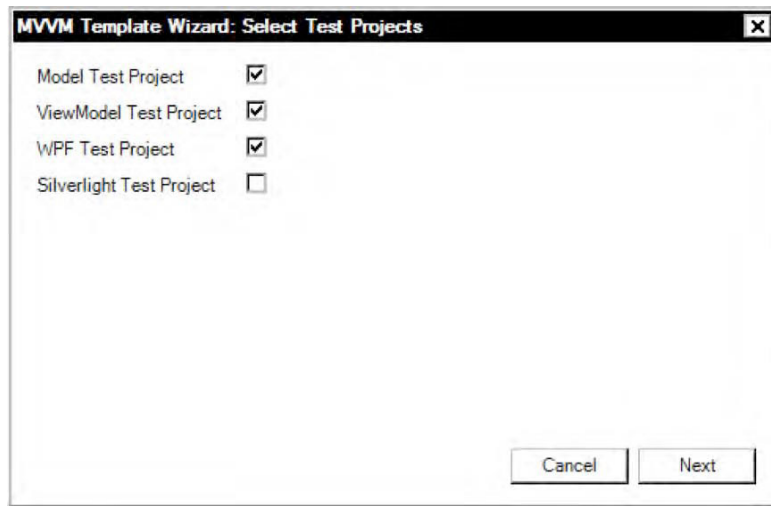 MVVM Template Wizard: Select Test Projects
Model Test Project
ViewModel Test Project
WPF Test Project
Silverlight Test Project
Cancel Next